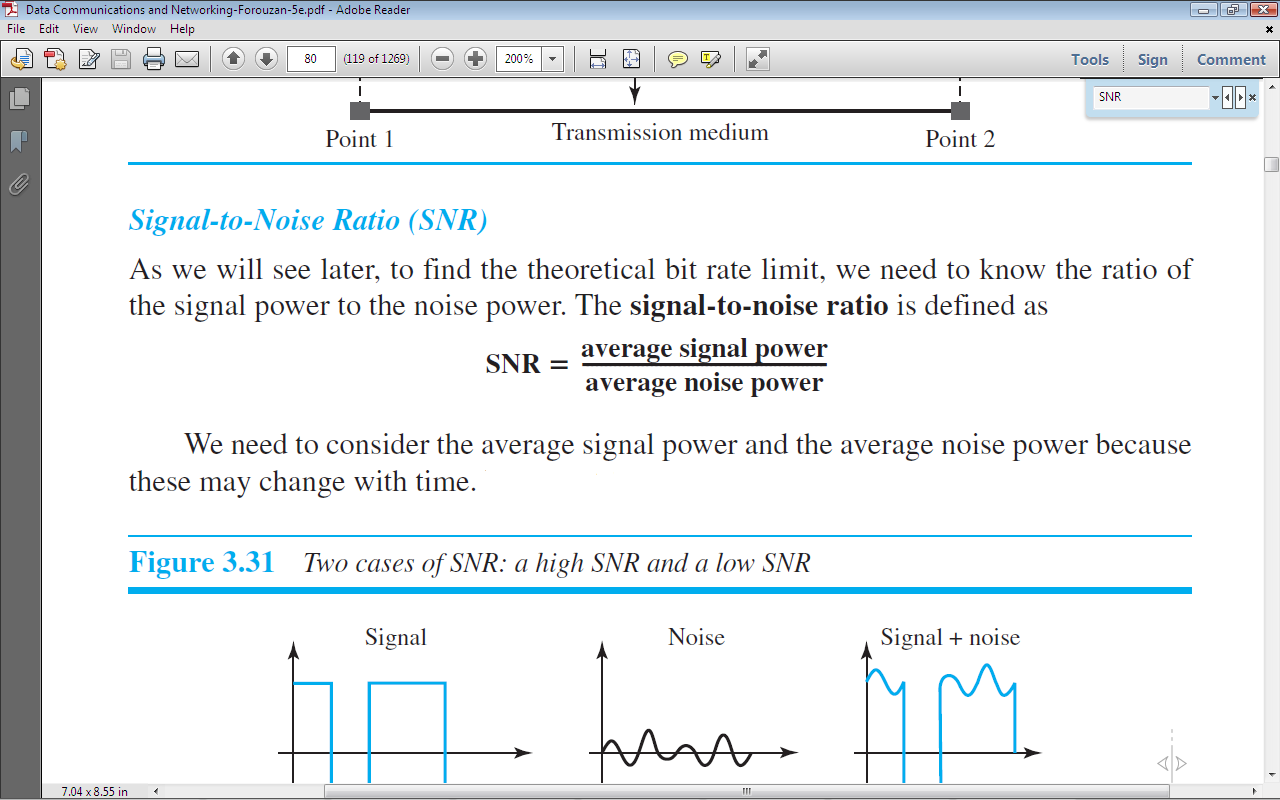 Data Communications and Networking-Forouzan-5e.pdf - Adobe Reader
File Edit View Window Help
80 (119 of 1269) 200% Tools Sign Comment
SNR
Point 1 Transmission medium Point 2
Signal-to-Noise Ratio (SNR)
As we will see later, to find the theoretical bit rate limit, we need to know the ratio of
the signal power to the noise power. The signal-to-noise ratio is defined as
SNR = average signal power
average noise power
We need to consider the average signal power and the average noise power because
these may change with time.
Figure 3.31 Two cases of SNR: a high SNR and a low SNR
Signal Noise Signal + noise
7.04 x 8.55 in